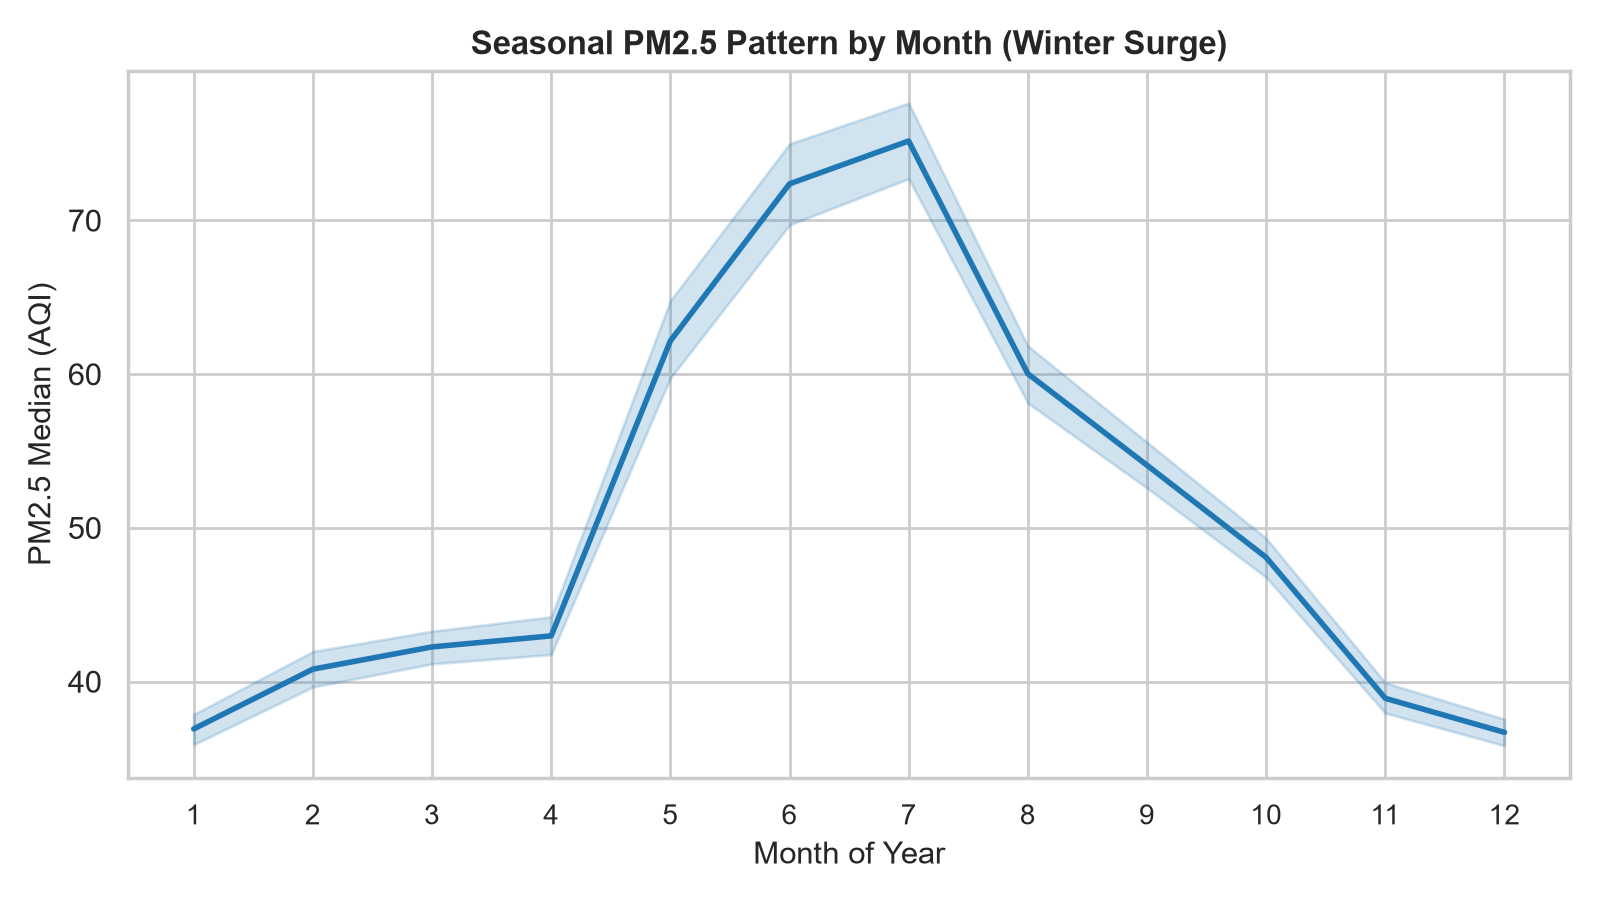 Seasonal PM2.5 Pattern by Month (Winter Surge)
PM2.5 Median (AQI)
70
60
50
40
1 2 3 4 5 6 7 8 9 10 11 12
Month of Year